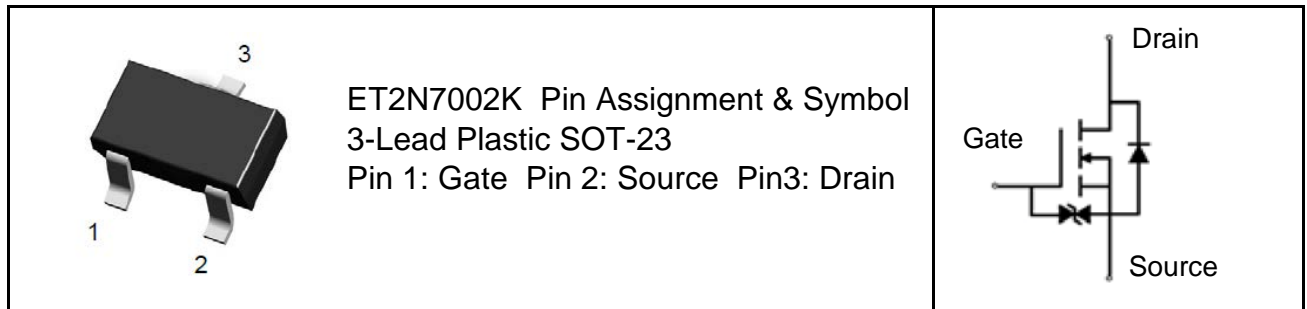 3
1
2
ET2N7002K Pin Assignment & Symbol
3-Lead Plastic SOT-23
Pin 1: Gate Pin 2: Source Pin3: Drain
Drain
Gate
Source